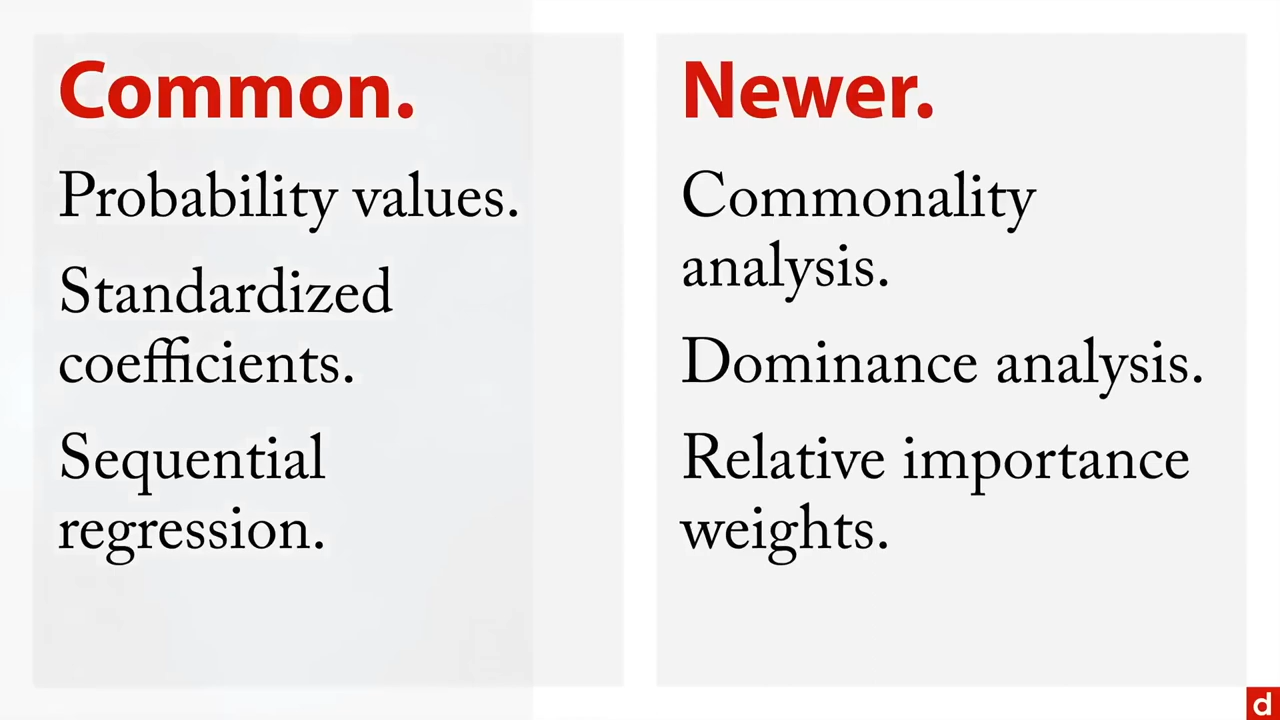 Common.
Probability values.
Standardized
coefficients.
Sequential
regression.
Newer.
Commonality
analysis.
Dominance analysis.
Relative importance
weights.
d